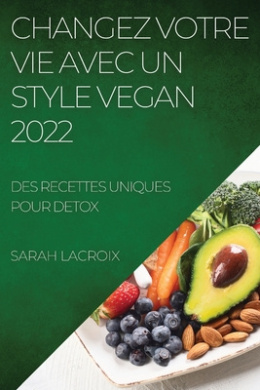 CHANGEZ VOTRE
VIE AVEC UN
STYLE VEGAN
2022
DES RECETTES UNIQUES
POUR DETOX
SARAH LACROIX